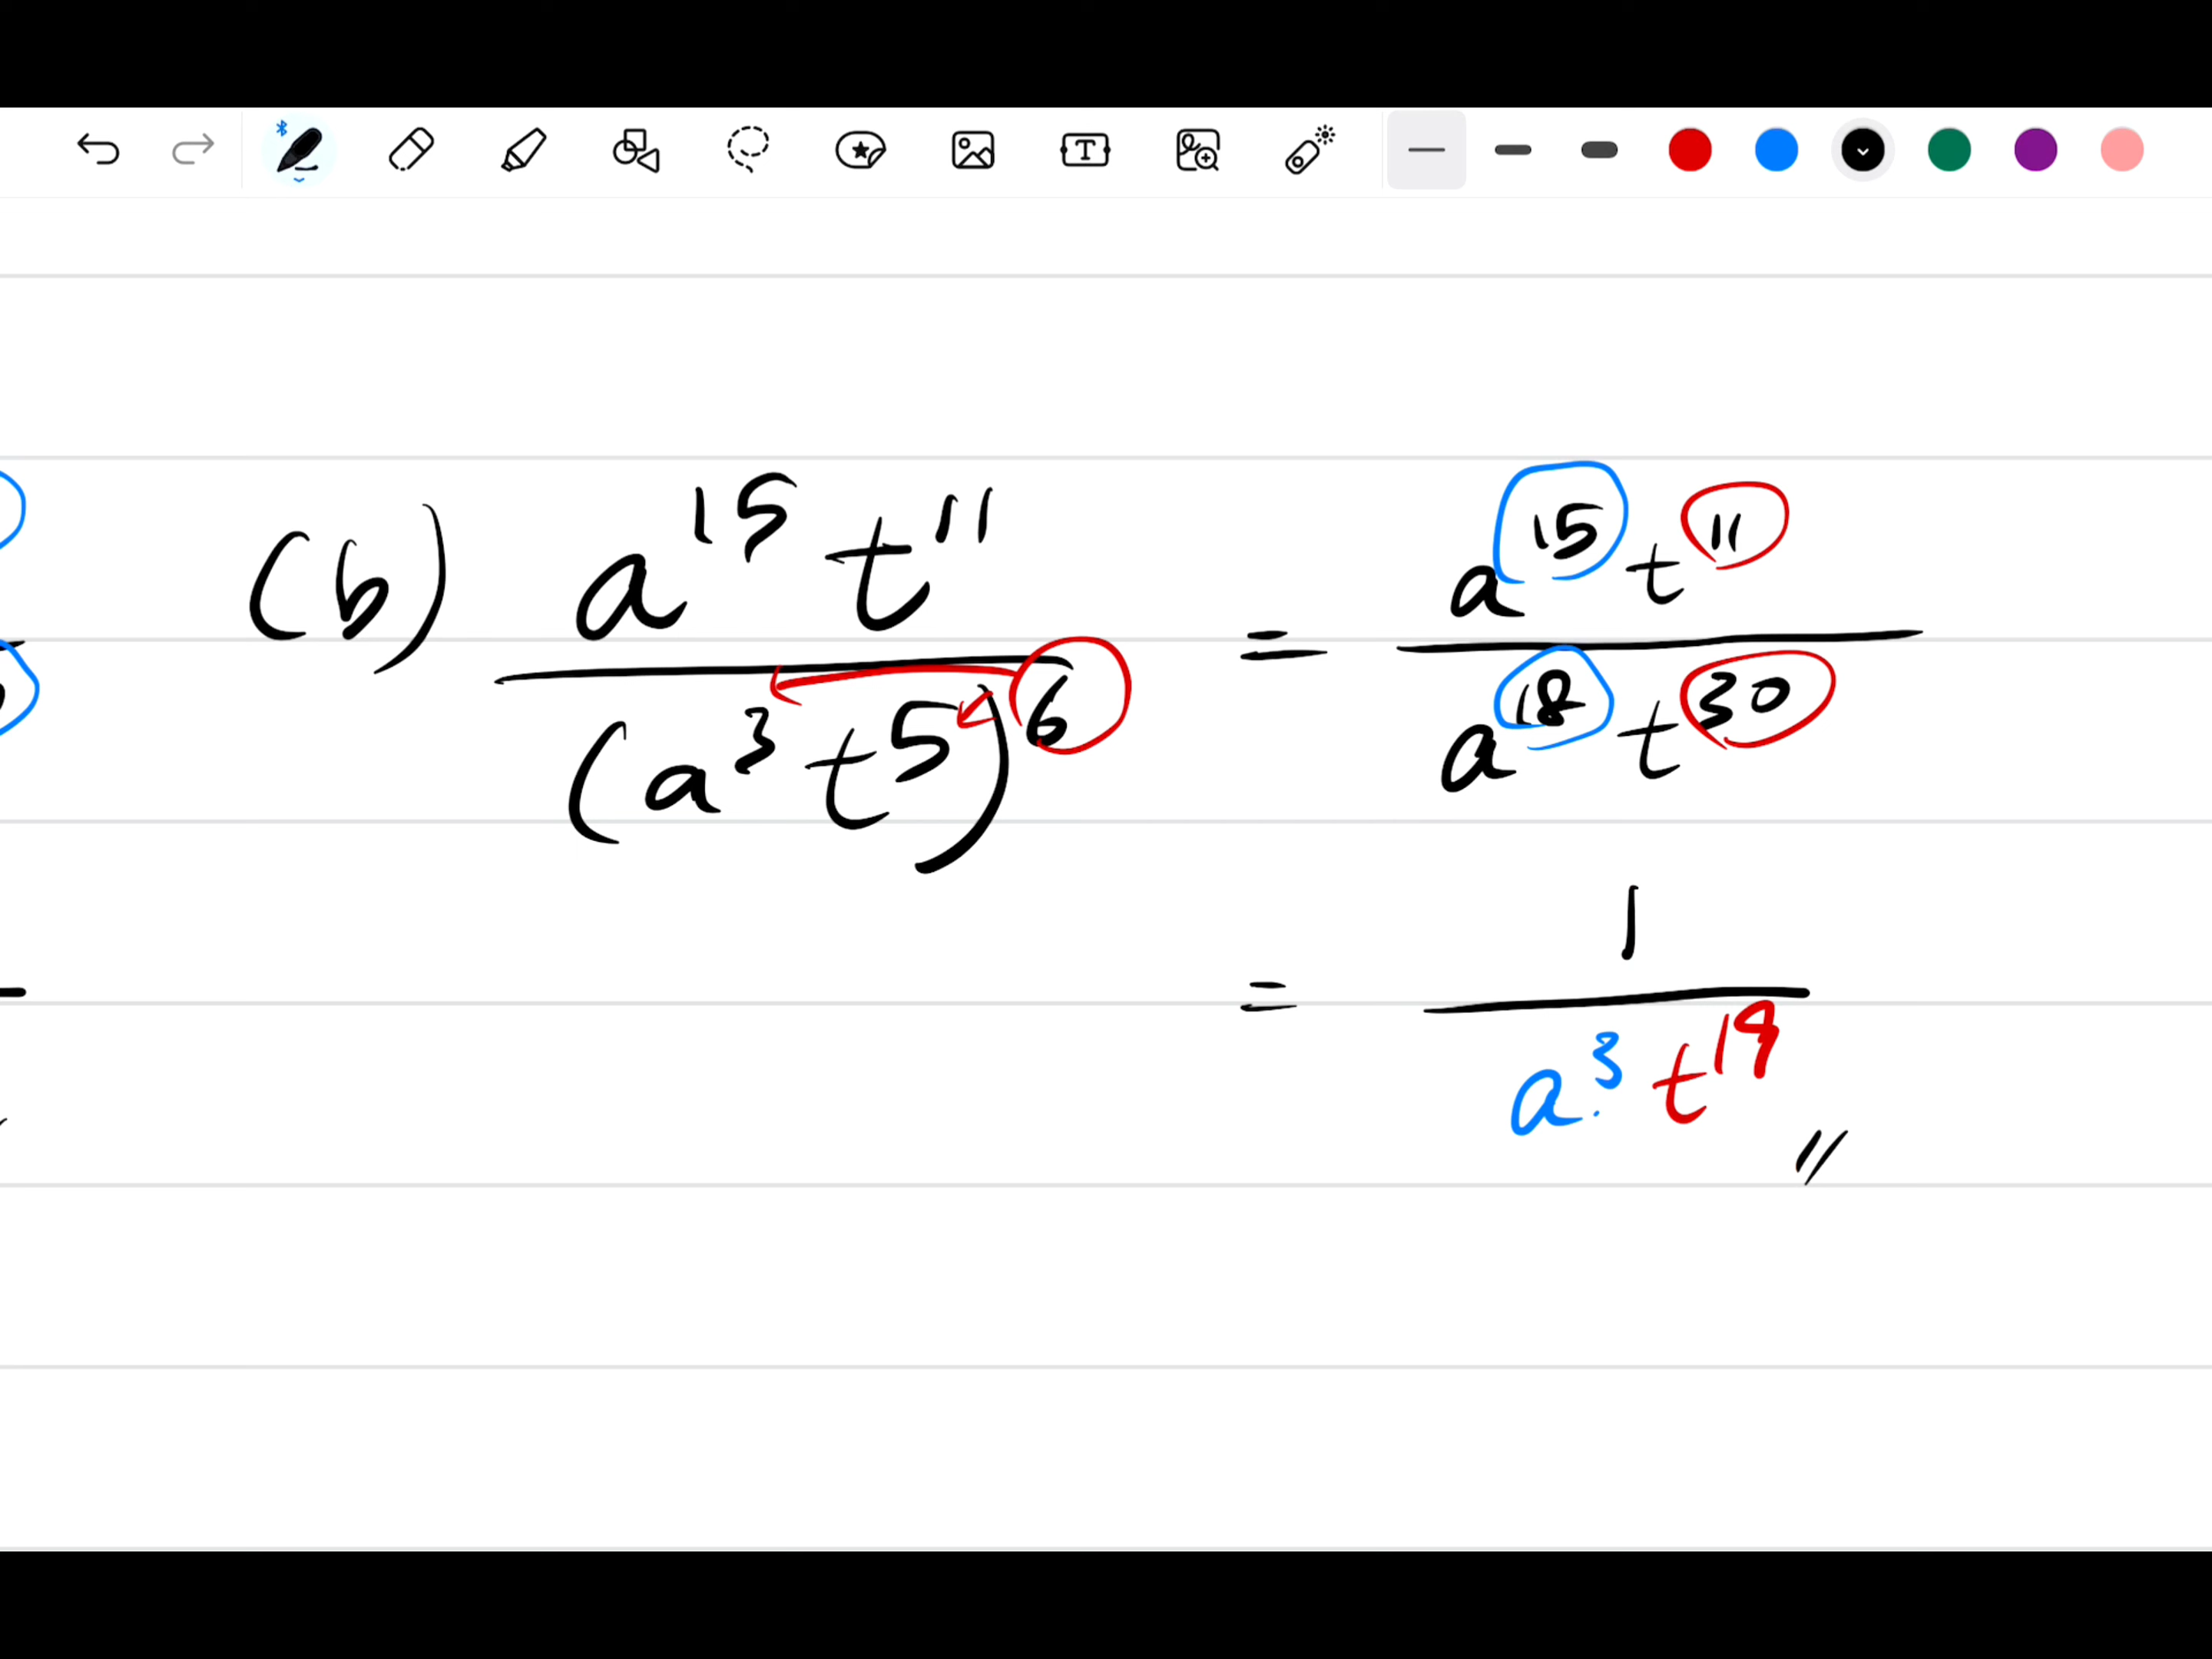 (b) a^15 t^11 / (a^3 t^5)^6 = a^15 t^11 / a^18 t^30
= 1 / a^3 t^19 //